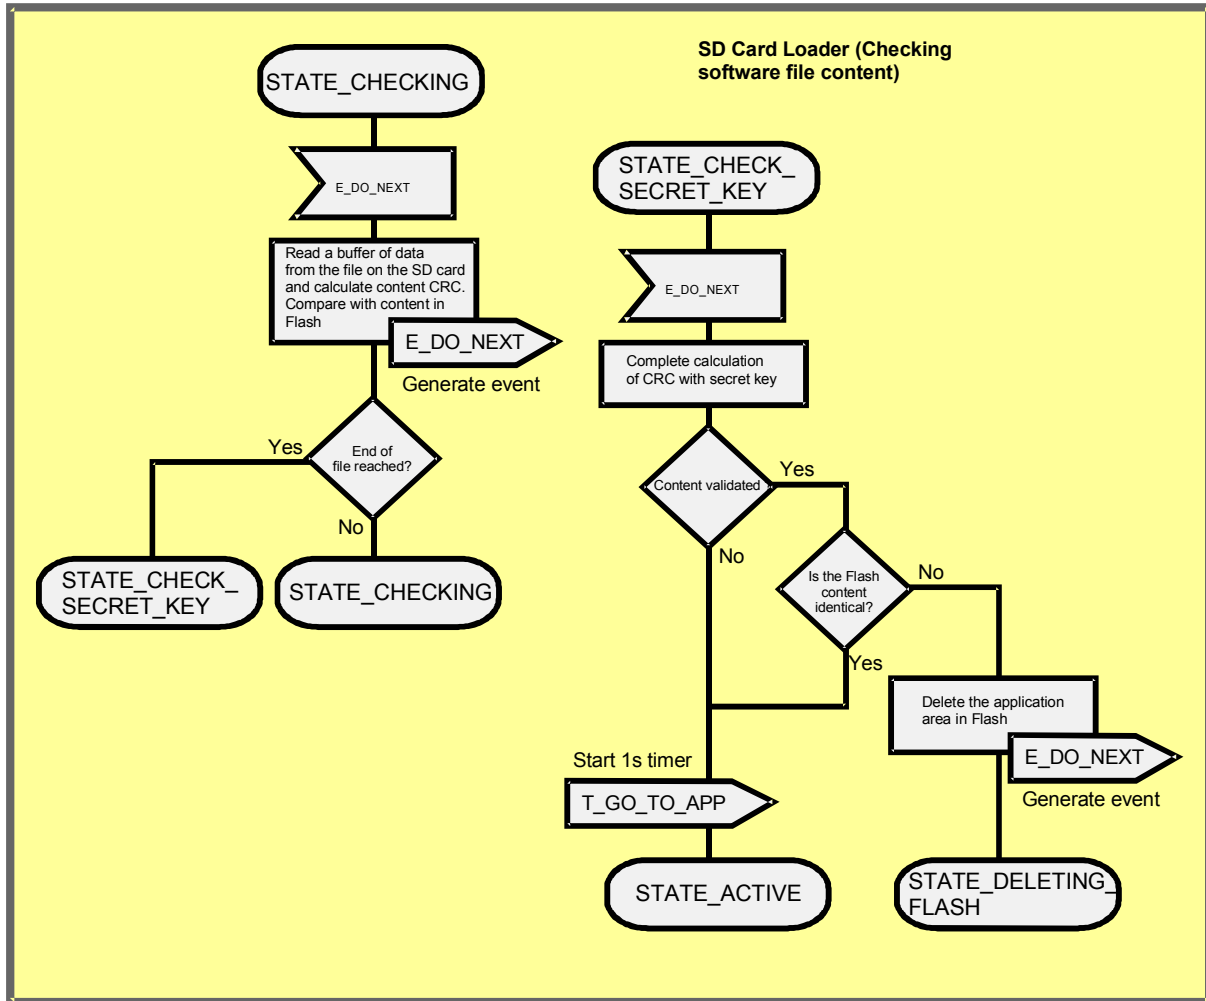 SD Card Loader (Checking
software file content)
STATE_CHECKING
E_DO_NEXT
Read a buffer of data
from the file on the SD card
and calculate content CRC.
Compare with content in
Flash
E_DO_NEXT
Generate event
End of
file reached?
Yes
No
STATE_CHECK_
SECRET_KEY
STATE_CHECKING
STATE_CHECK_
SECRET_KEY
E_DO_NEXT
Complete calculation
of CRC with secret key
Content validated
Yes
No
Is the Flash
content
identical?
No
Yes
Delete the application
area in Flash
E_DO_NEXT
Generate event
Start 1s timer
T_GO_TO_APP
STATE_ACTIVE
STATE_DELETING_
FLASH